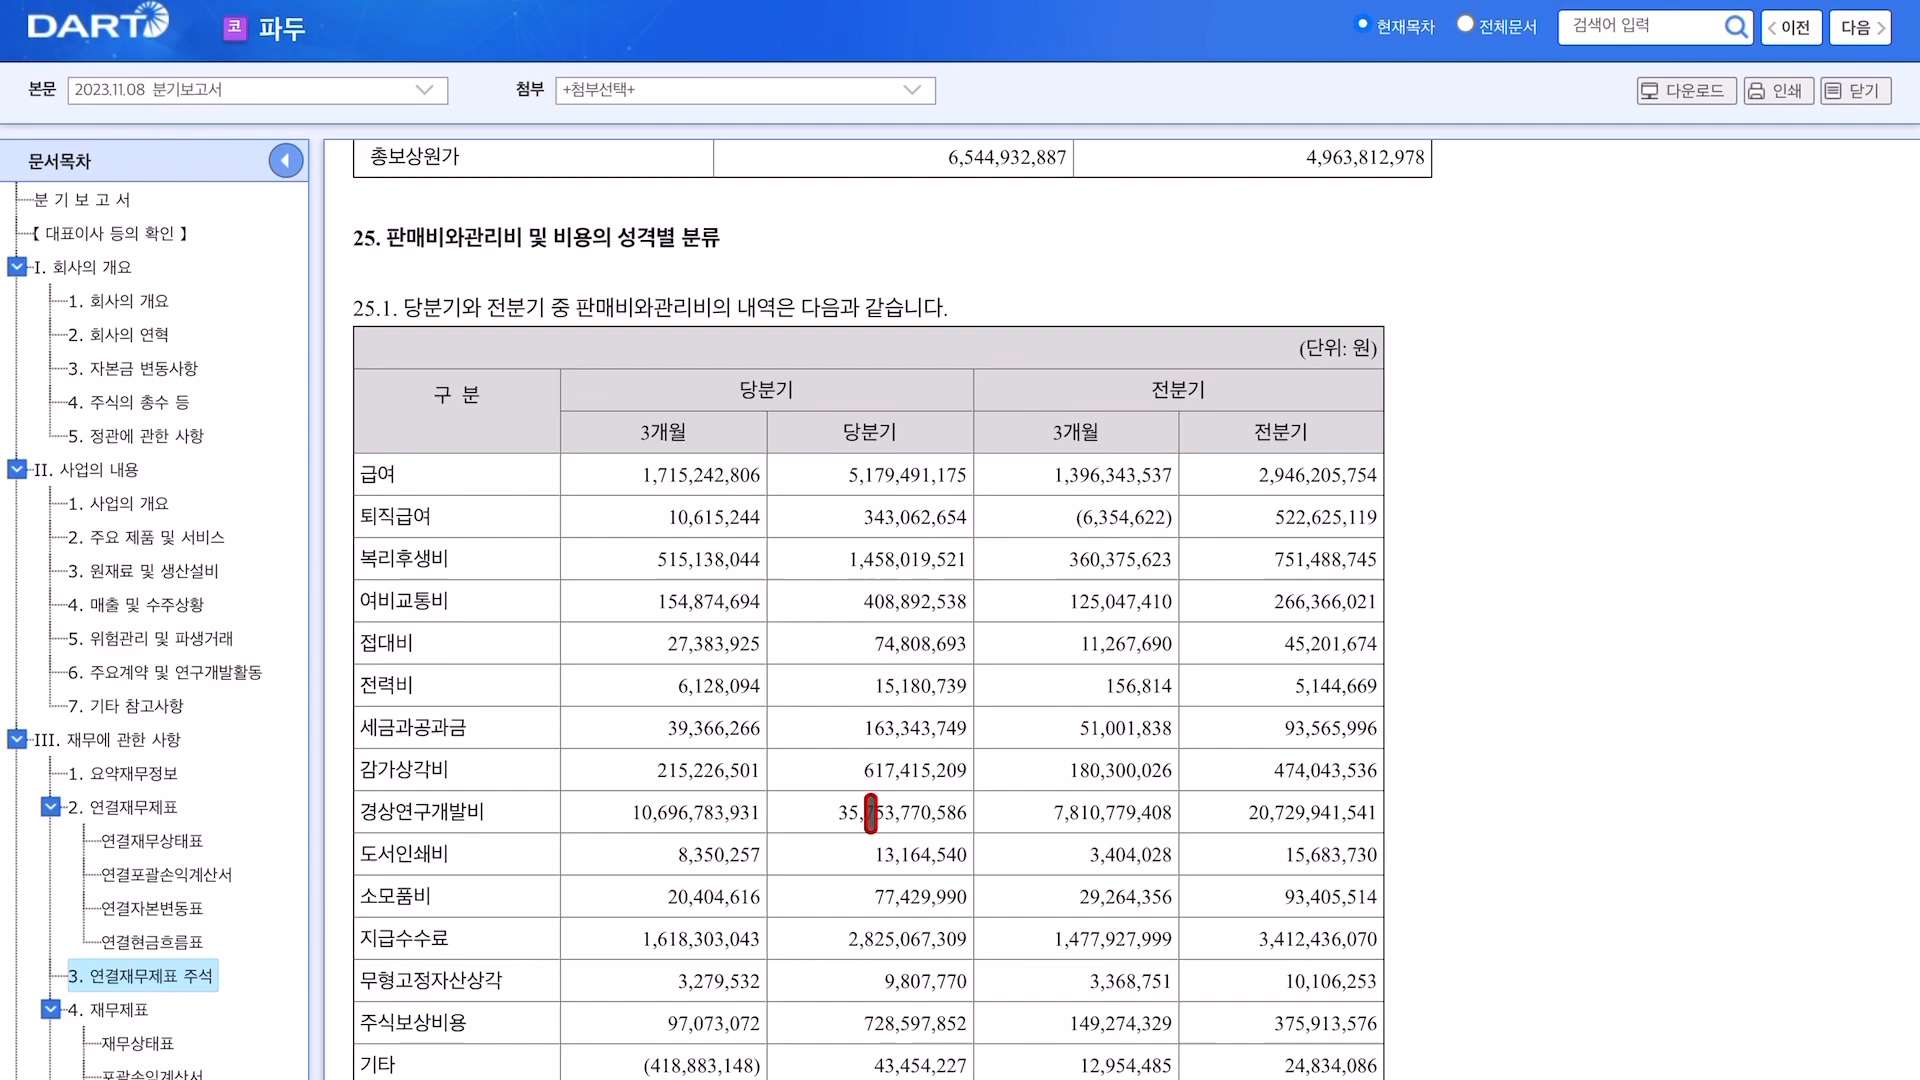 DART 코 파두 현재목차 전체문서 검색어 입력 이전 다음
본문 2023.11.08 분기보고서 첨부 +첨부선택+ 다운로드 인쇄 닫기
문서목차
분 기 보 고 서
【 대표이사 등의 확인 】
I. 회사의 개요
1. 회사의 개요
2. 회사의 연혁
3. 자본금 변동사항
4. 주식의 총수 등
5. 정관에 관한 사항
II. 사업의 내용
1. 사업의 개요
2. 주요 제품 및 서비스
3. 원재료 및 생산설비
4. 매출 및 수주상황
5. 위험관리 및 파생거래
6. 주요계약 및 연구개발활동
7. 기타 참고사항
III. 재무에 관한 사항
1. 요약재무정보
2. 연결재무제표
연결재무상태표
연결포괄손익계산서
연결자본변동표
연결현금흐름표
3. 연결재무제표 주석
4. 재무제표
재무상태표
포괄손익계산서
총보상원가 6,544,932,887 4,963,812,978
25. 판매비와관리비 및 비용의 성격별 분류
25.1. 당분기와 전분기 중 판매비와관리비의 내역은 다음과 같습니다.
(단위: 원)
구 분 당분기 전분기
3개월 당분기 3개월 전분기
급여 1,715,242,806 5,179,491,175 1,396,343,537 2,946,205,754
퇴직급여 10,615,244 343,062,654 (6,354,622) 522,625,119
복리후생비 515,138,044 1,458,019,521 360,375,623 751,488,745
여비교통비 154,874,694 408,892,538 125,047,410 266,366,021
접대비 27,383,925 74,808,693 11,267,690 45,201,674
전력비 6,128,094 15,180,739 156,814 5,144,669
세금과공과금 39,366,266 163,343,749 51,001,838 93,565,996
감가상각비 215,226,501 617,415,209 180,300,026 474,043,536
경상연구개발비 10,696,783,931 35,753,770,586 7,810,779,408 20,729,941,541
도서인쇄비 8,350,257 13,164,540 3,404,028 15,683,730
소모품비 20,404,616 77,429,990 29,264,356 93,405,514
지급수수료 1,618,303,043 2,825,067,309 1,477,927,999 3,412,436,070
무형고정자산상각 3,279,532 9,807,770 3,368,751 10,106,253
주식보상비용 97,073,072 728,597,852 149,274,329 375,913,576
기타 (418,883,148) 43,454,227 12,954,485 24,834,086